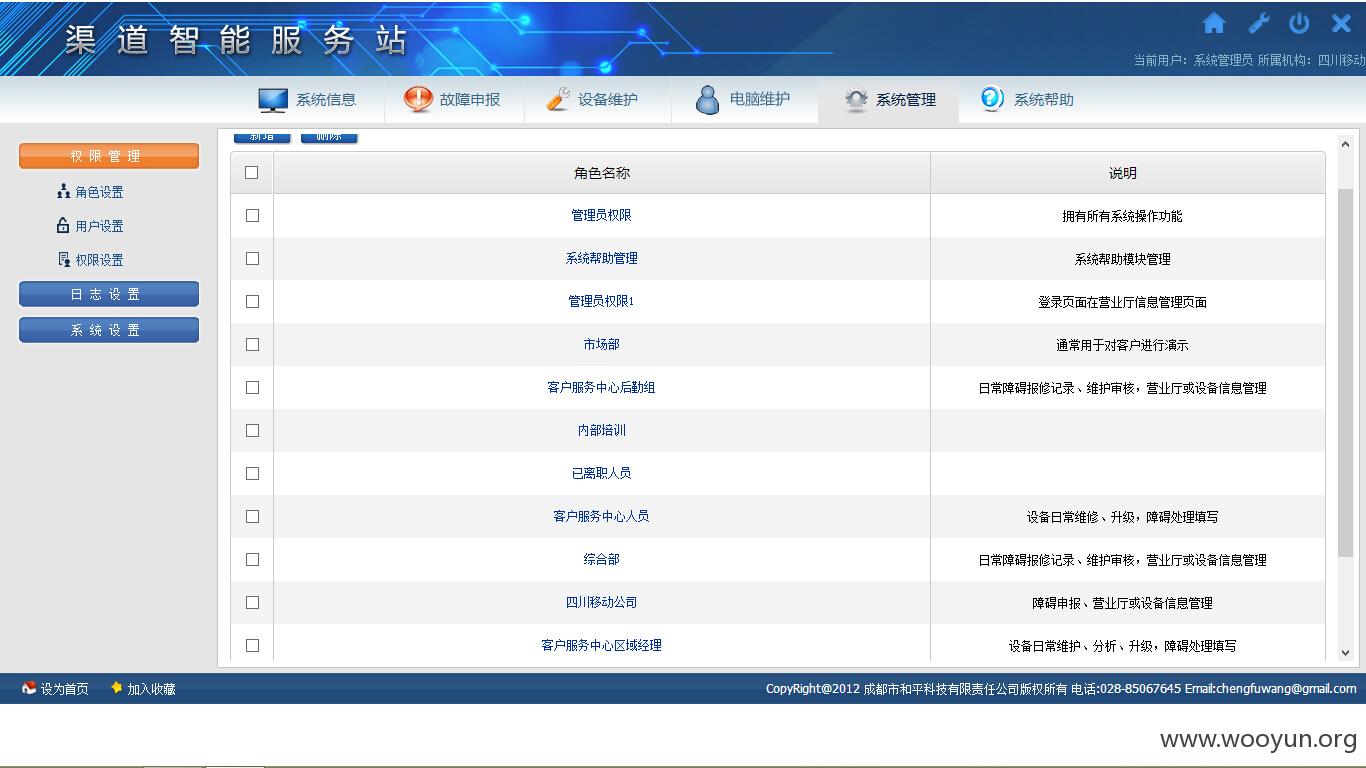 渠道智能服务站
当前用户：系统管理员 所属机构：四川移动
系统信息 故障申报 设备维护 电脑维护 系统管理 系统帮助
权限管理
角色设置
用户设置
权限设置
日志设置
系统设置
新增 删除
角色名称 说明
管理员权限 拥有所有系统操作功能
系统帮助管理 系统帮助模块管理
管理员权限1 登录页面在营业厅信息管理页面
市场部 通常用于对客户进行演示
客户服务中心后勤组 日常障碍报修记录、维护审核，营业厅或设备信息管理
内部培训
已离职人员
客户服务中心人员 设备日常维修、升级，障碍处理填写
综合部 日常障碍报修记录、维护审核，营业厅或设备信息管理
四川移动公司 障碍申报、营业厅或设备信息管理
客户服务中心区域经理 设备日常维护、分析、升级，障碍处理填写
设为首页 加入收藏
CopyRight@2012 成都市和平科技有限责任公司版权所有 电话:028-85067645 Email:chengfuwang@gmail.com
www.wooyun.org